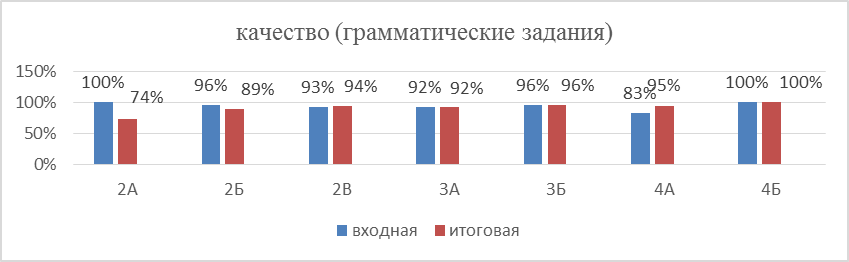 качество (грамматические задания)
150%
100%
50%
0%
100% 74% 96% 89% 93% 94% 92% 92% 96% 96% 83% 95% 100% 100%
2А 2Б 2В 3А 3Б 4А 4Б
входная итоговая